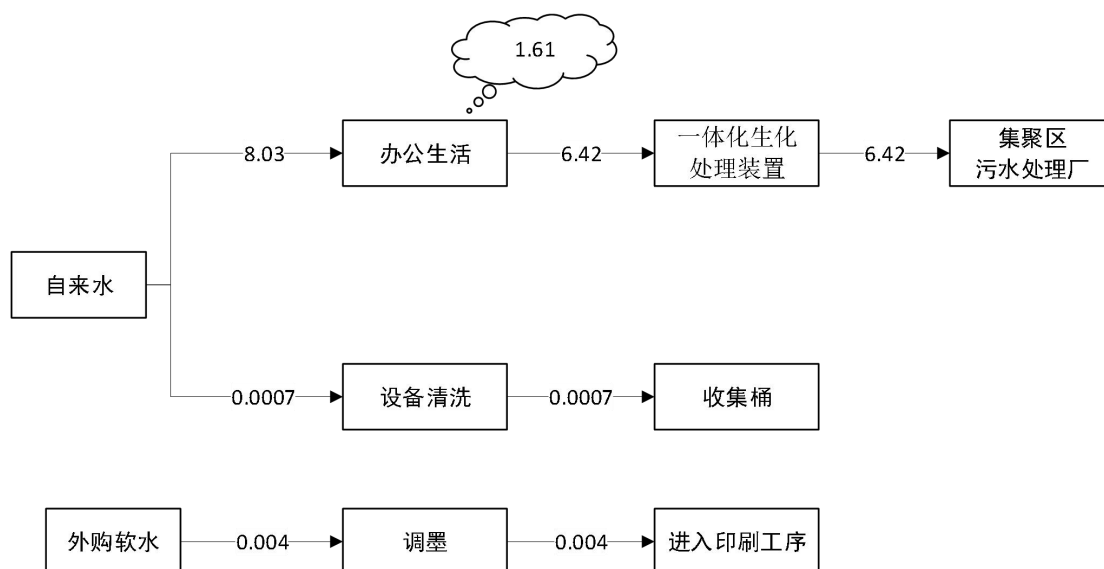 1.61
8.03
办公生活
6.42
一体化生化
处理装置
6.42
集聚区
污水处理厂
自来水
0.0007
设备清洗
0.0007
收集桶
外购软水
0.004
调墨
0.004
进入印刷工序